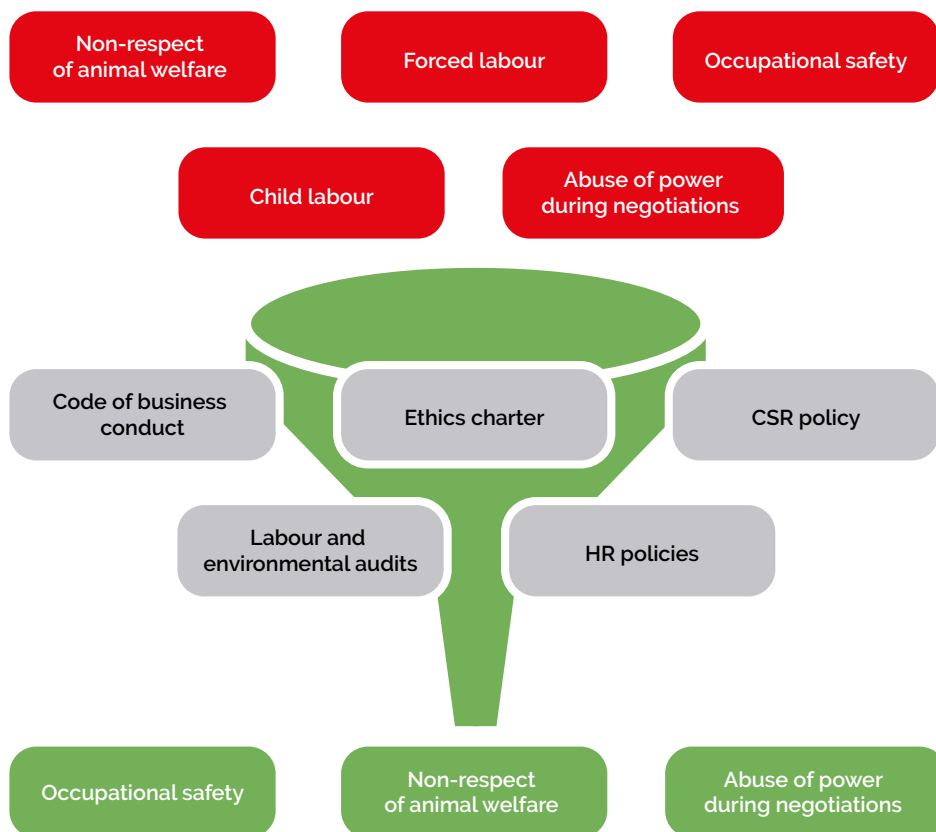 Non-respect
of animal welfare
Forced labour
Occupational safety
Child labour
Abuse of power
during negotiations
Code of business
conduct
Ethics charter
CSR policy
Labour and
environmental audits
HR policies
Occupational safety
Non-respect
of animal welfare
Abuse of power
during negotiations